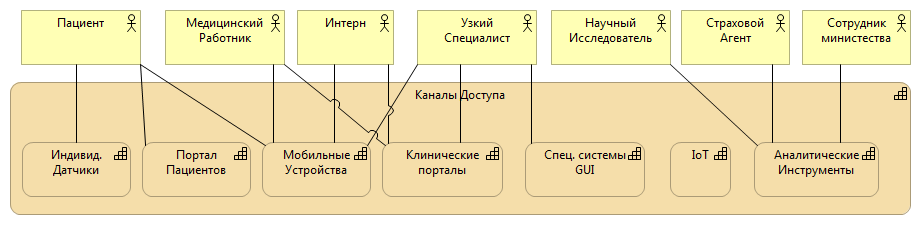 Пациент
Медицинский
Работник
Интерн
Узкий
Специалист
Научный
Исследователь
Страховой
Агент
Сотрудник
министества
Каналы Доступа
Индивид.
Датчики
Портал
Пациентов
Мобильные
Устройства
Клинические
порталы
Спец. системы
GUI
IoT
Аналитические
Инструменты